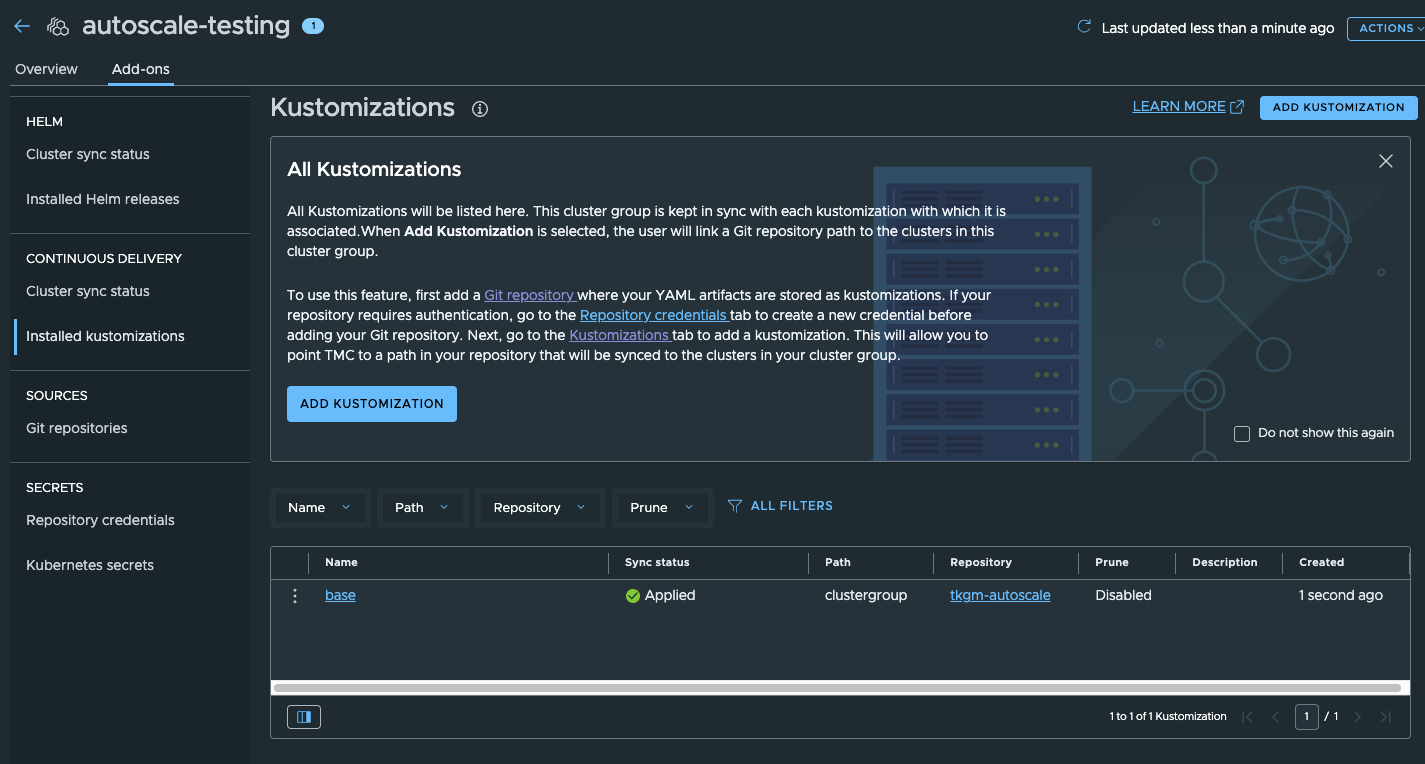 autoscale-testing 1
Last updated less than a minute ago
ACTIONS
Overview
Add-ons
HELM
Cluster sync status
Installed Helm releases
CONTINUOUS DELIVERY
Cluster sync status
Installed kustomizations
SOURCES
Git repositories
SECRETS
Repository credentials
Kubernetes secrets
Kustomizations
LEARN MORE
ADD KUSTOMIZATION
All Kustomizations
All Kustomizations will be listed here. This cluster group is kept in sync with each kustomization with which it is
associated.When Add Kustomization is selected, the user will link a Git repository path to the clusters in this
cluster group.
To use this feature, first add a Git repository where your YAML artifacts are stored as kustomizations. If your
repository requires authentication, go to the Repository credentials tab to create a new credential before
adding your Git repository. Next, go to the Kustomizations tab to add a kustomization. This will allow you to
point TMC to a path in your repository that will be synced to the clusters in your cluster group.
ADD KUSTOMIZATION
Do not show this again
Name Path Repository Prune ALL FILTERS
Name Sync status Path Repository Prune Description Created
base Applied clustergroup tkgm-autoscale Disabled 1 second ago
1 to 1 of 1 Kustomization 1 / 1